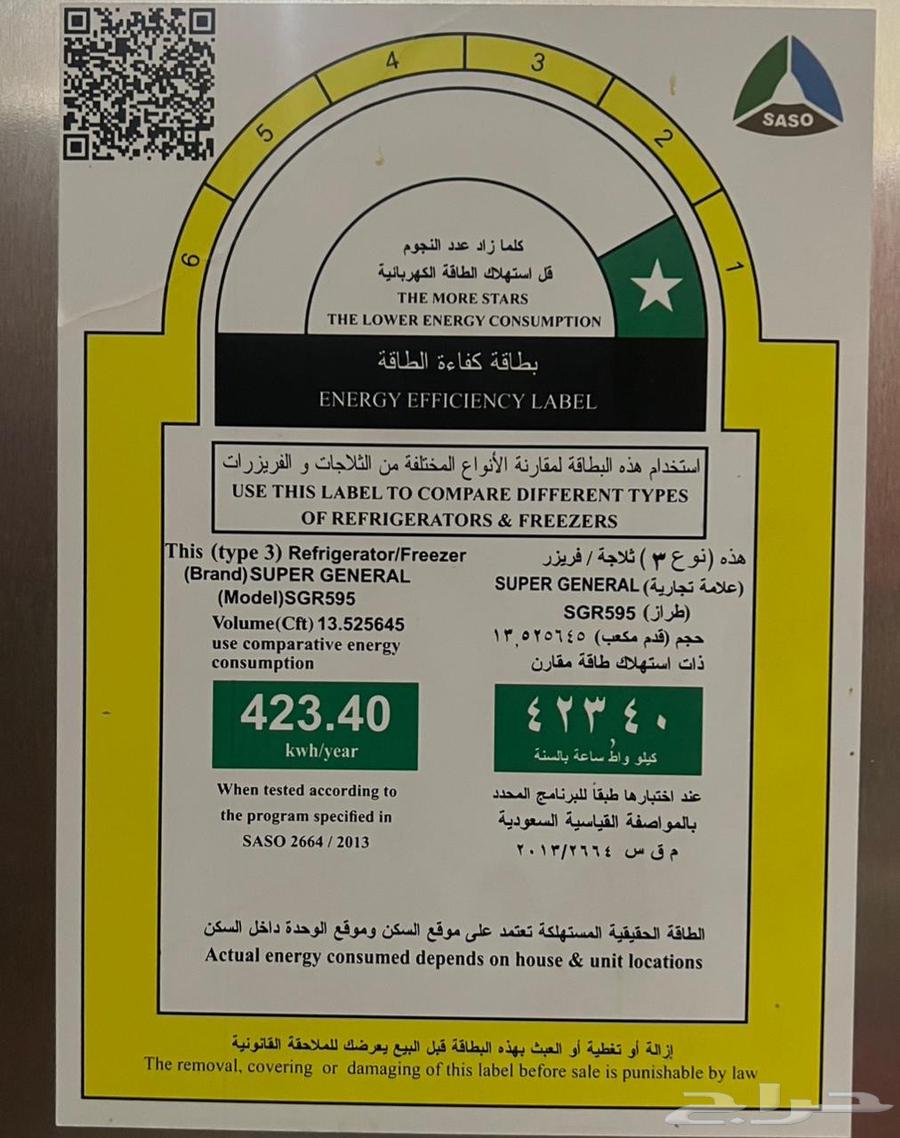 SASO
6
5
4
3
2
1
كلما زاد عدد النجوم
قل استهلاك الطاقة الكهربائية
THE MORE STARS
THE LOWER ENERGY CONSUMPTION
بطاقة كفاءة الطاقة
ENERGY EFFICIENCY LABEL
استخدام هذه البطاقة لمقارنة الأنواع المختلفة من الثلاجات و الفريزرات
USE THIS LABEL TO COMPARE DIFFERENT TYPES
OF REFRIGERATORS & FREEZERS
This (type 3) Refrigerator/Freezer
(Brand)SUPER GENERAL
(Model)SGR595
Volume(Cft) 13.525645
use comparative energy
consumption
423.40
kwh/year
When tested according to
the program specified in
SASO 2664 / 2013
هذه (نوع ٣) ثلاجة / فريزر
(علامة تجارية) SUPER GENERAL
(طراز) SGR595
حجم (قدم مكعب) ١٣,٥٢٥٦٤٥
ذات استهلاك طاقة مقارن
٤٢٣,٤٠
كيلو واط ساعة بالسنة
عند اختبارها طبقاً للبرنامج المحدد
بالمواصفة القياسية السعودية
م ق س ٢٠١٣/٢٦٦٤
الطاقة الحقيقية المستهلكة تعتمد على موقع السكن وموقع الوحدة داخل السكن
Actual energy consumed depends on house & unit locations
إزالة أو تغطية أو العبث بهذه البطاقة قبل البيع يعرضك للملاحقة القانونية
The removal, covering or damaging of this label before sale is punishable by law
حراج